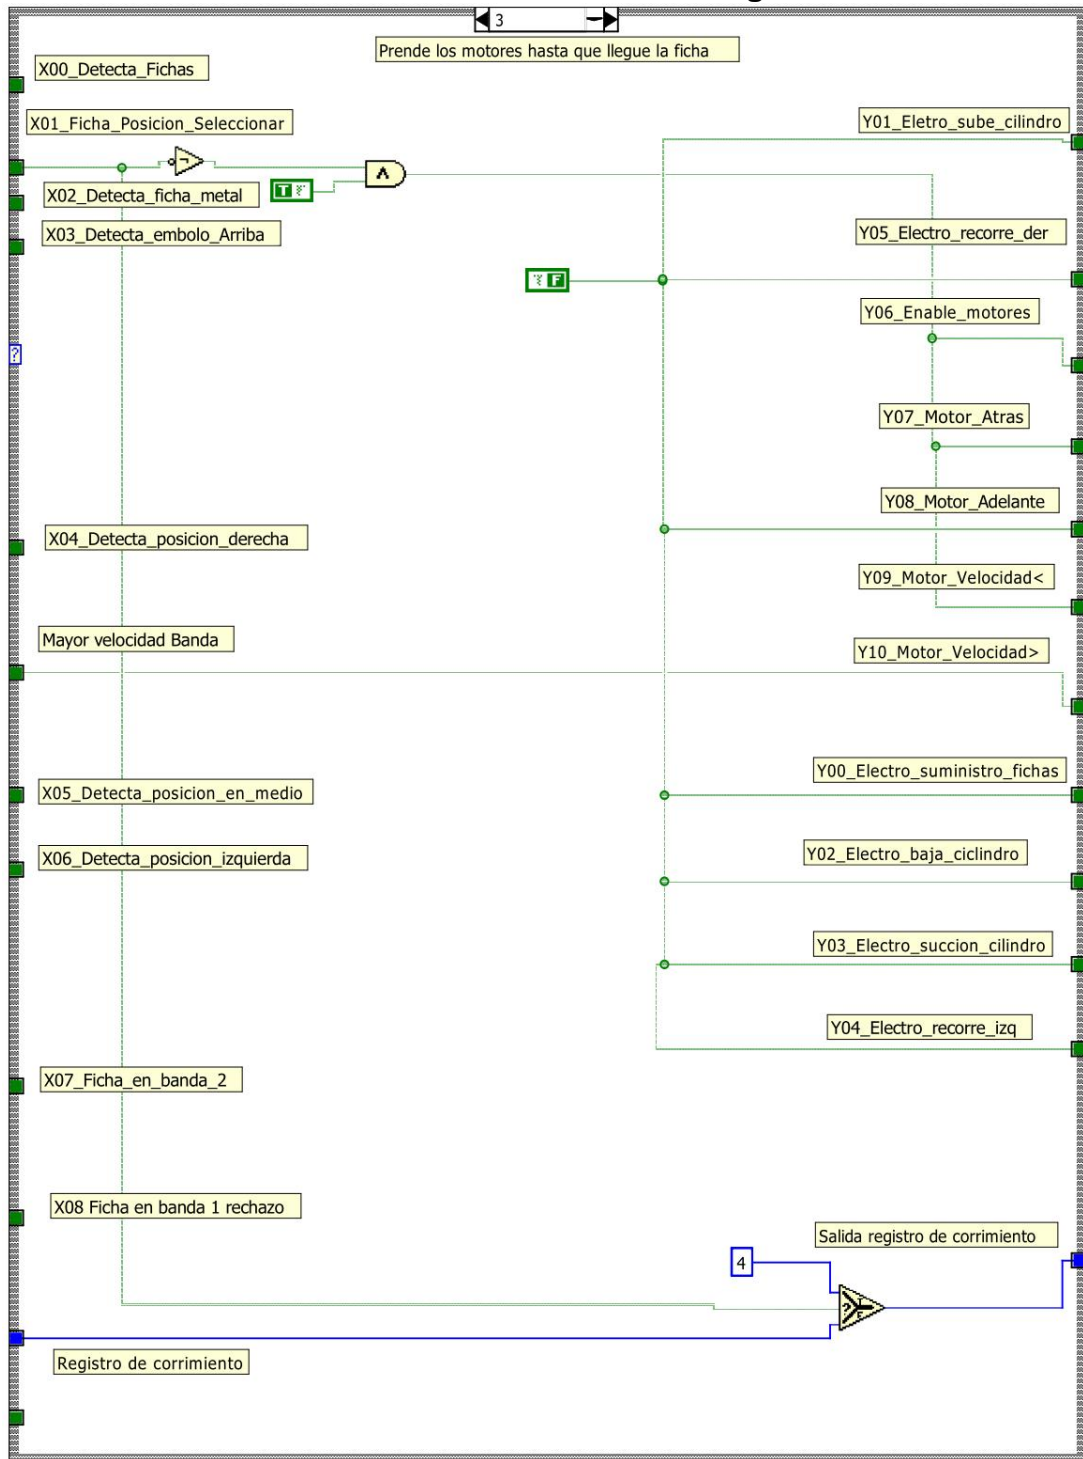 3
Prende los motores hasta que llegue la ficha
X00_Detecta_Fichas
X01_Ficha_Posicion_Seleccionar
Y01_Eletro_sube_cilindro
T
X02_Detecta_ficha_metal
X03_Detecta_embolo_Arriba
Y05_Electro_recorre_der
F
Y06_Enable_motores
?
Y07_Motor_Atras
Y08_Motor_Adelante
X04_Detecta_posicion_derecha
Y09_Motor_Velocidad<
Mayor velocidad Banda
Y10_Motor_Velocidad>
Y00_Electro_suministro_fichas
X05_Detecta_posicion_en_medio
X06_Detecta_posicion_izquierda
Y02_Electro_baja_ciclindro
Y03_Electro_succion_cilindro
Y04_Electro_recorre_izq
X07_Ficha_en_banda_2
X08 Ficha en banda 1 rechazo
Salida registro de corrimiento
4
?
T
F
Registro de corrimiento